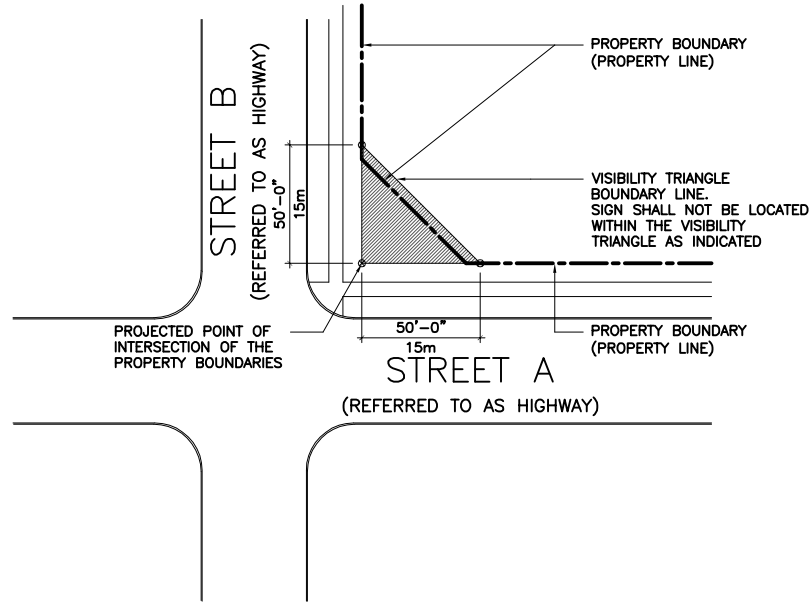 PROPERTY BOUNDARY
(PROPERTY LINE)
STREET B
(REFERRED TO AS HIGHWAY)
50'-0"
15m
VISIBILITY TRIANGLE
BOUNDARY LINE.
SIGN SHALL NOT BE LOCATED
WITHIN THE VISIBILITY
TRIANGLE AS INDICATED
PROJECTED POINT OF
INTERSECTION OF THE
PROPERTY BOUNDARIES
50'-0"
15m
PROPERTY BOUNDARY
(PROPERTY LINE)
STREET A
(REFERRED TO AS HIGHWAY)